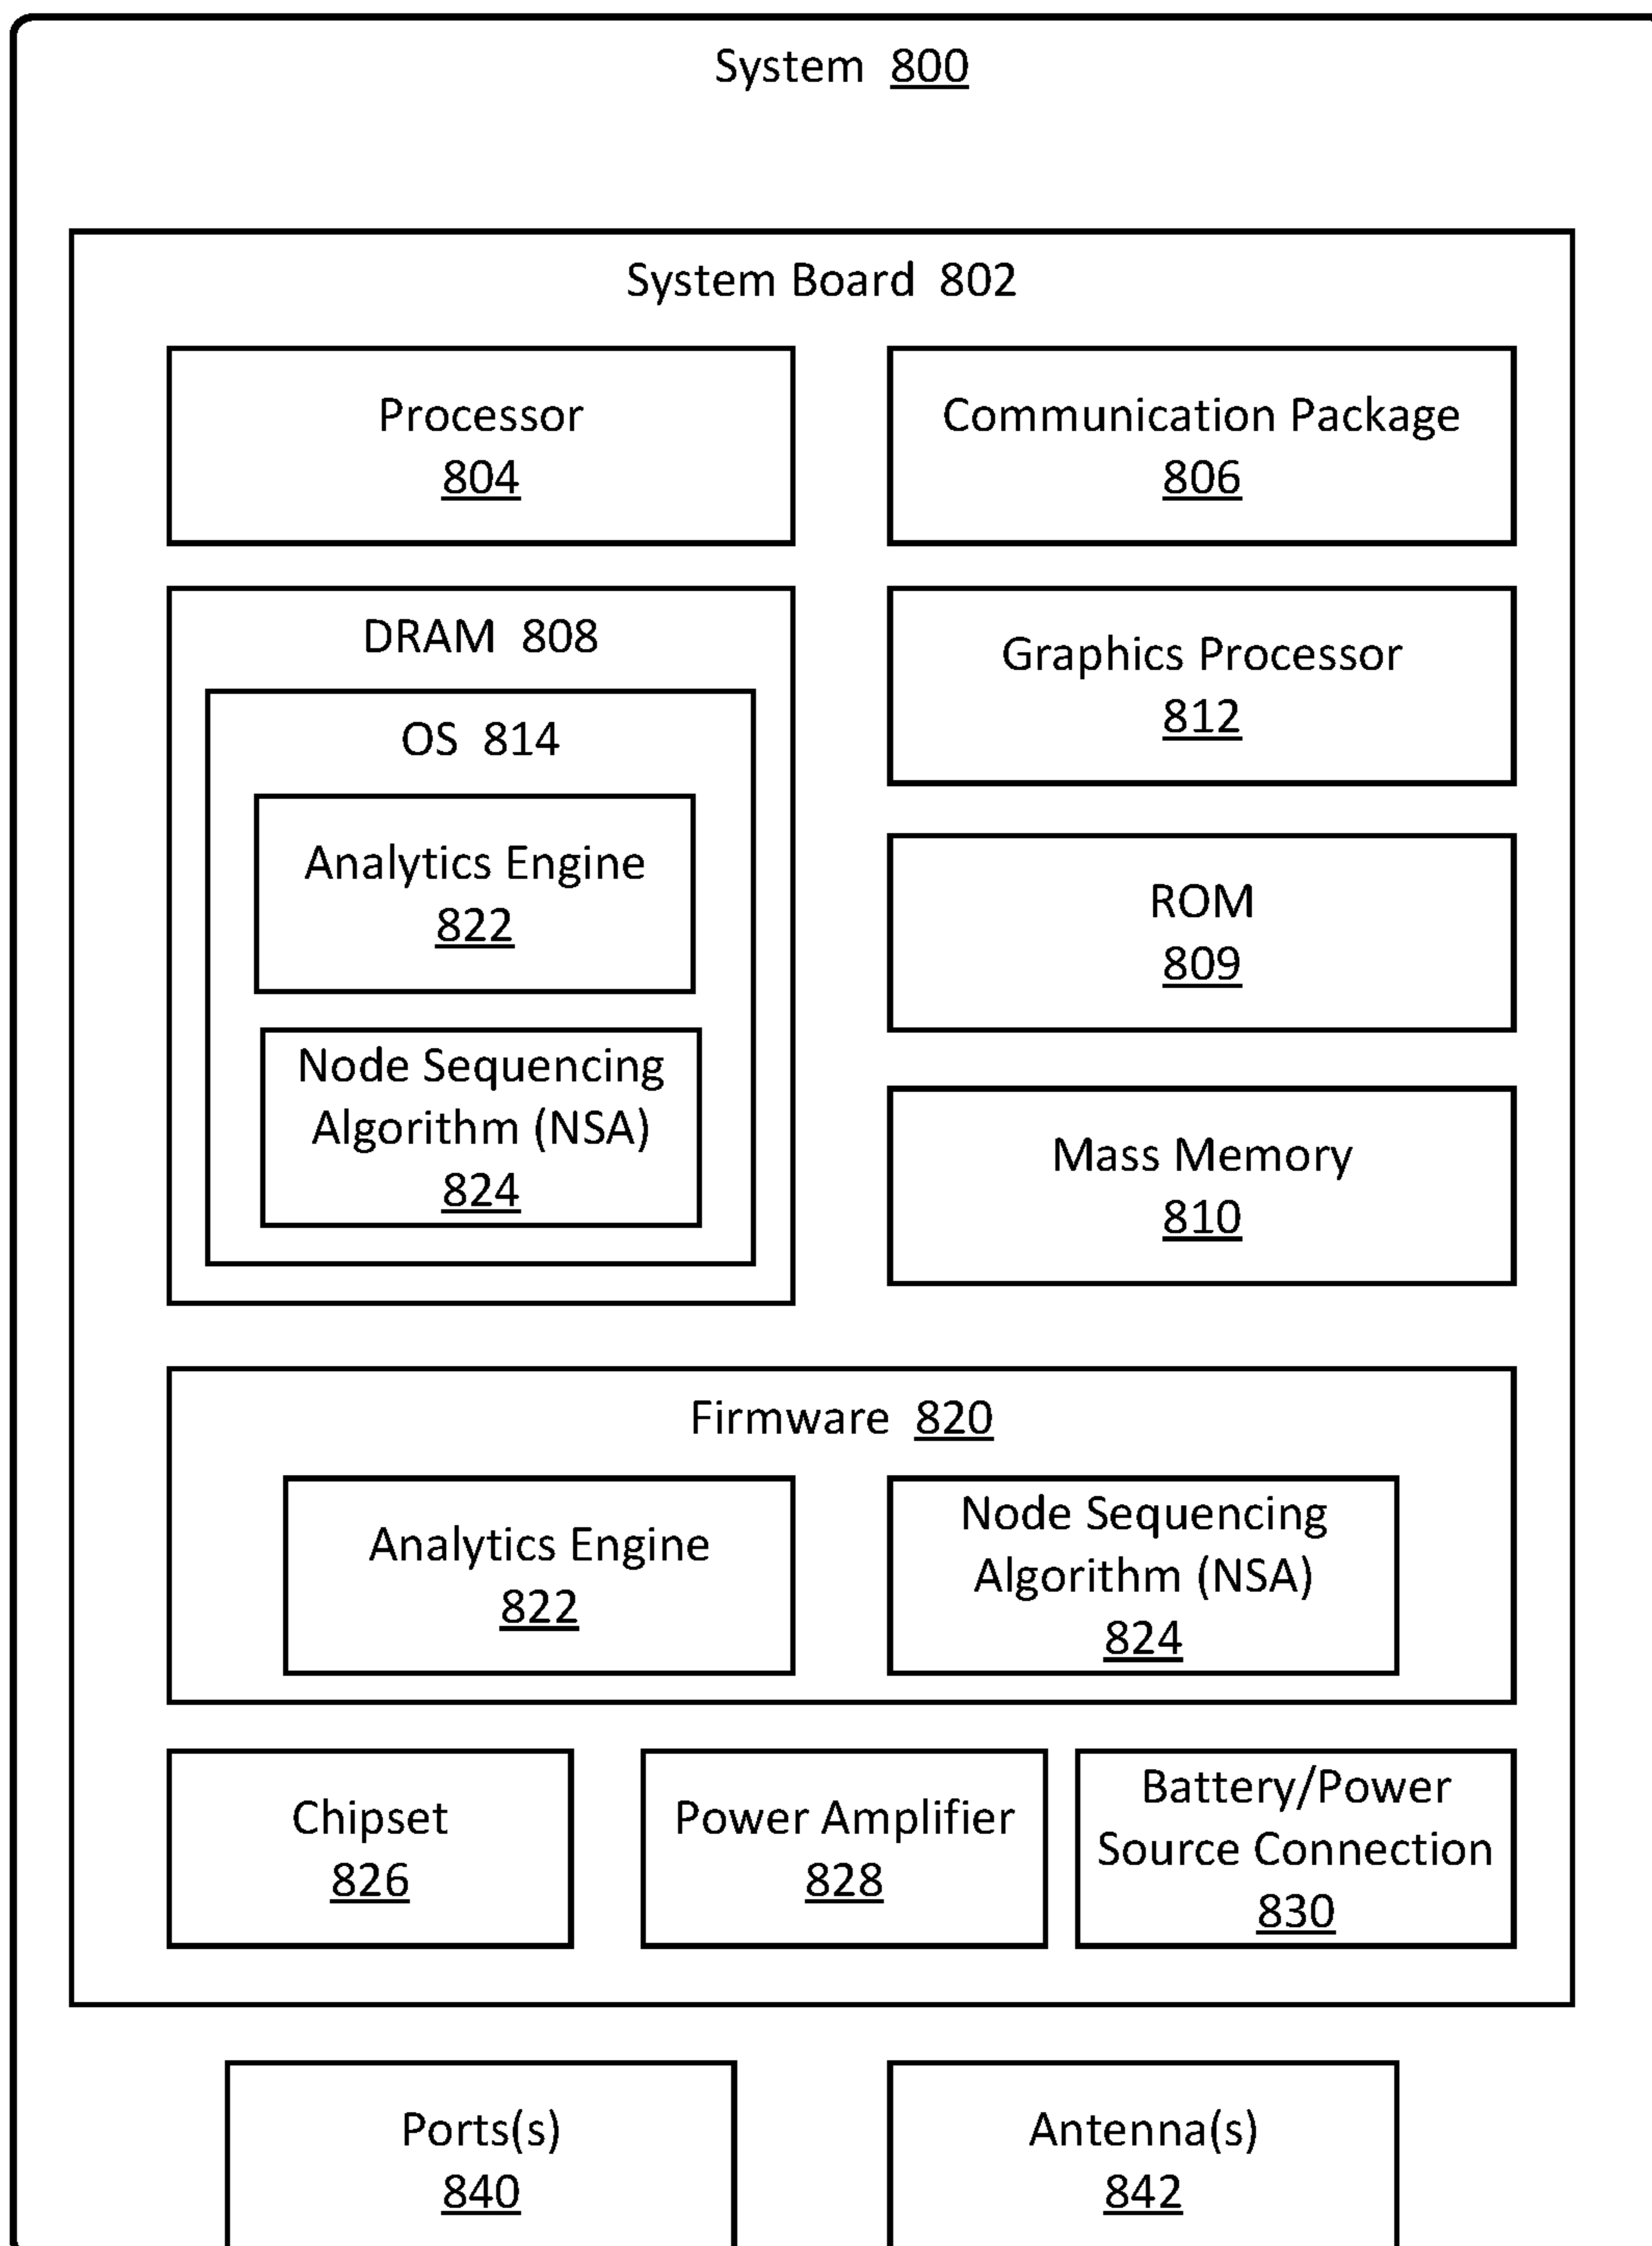 System 800
System Board 802
Processor
804
Communication Package
806
DRAM 808
OS 814
Analytics Engine
822
Node Sequencing
Algorithm (NSA)
824
Graphics Processor
812
ROM
809
Mass Memory
810
Firmware 820
Analytics Engine
822
Node Sequencing
Algorithm (NSA)
824
Chipset
826
Power Amplifier
828
Battery/Power
Source Connection
830
Ports(s)
840
Antenna(s)
842